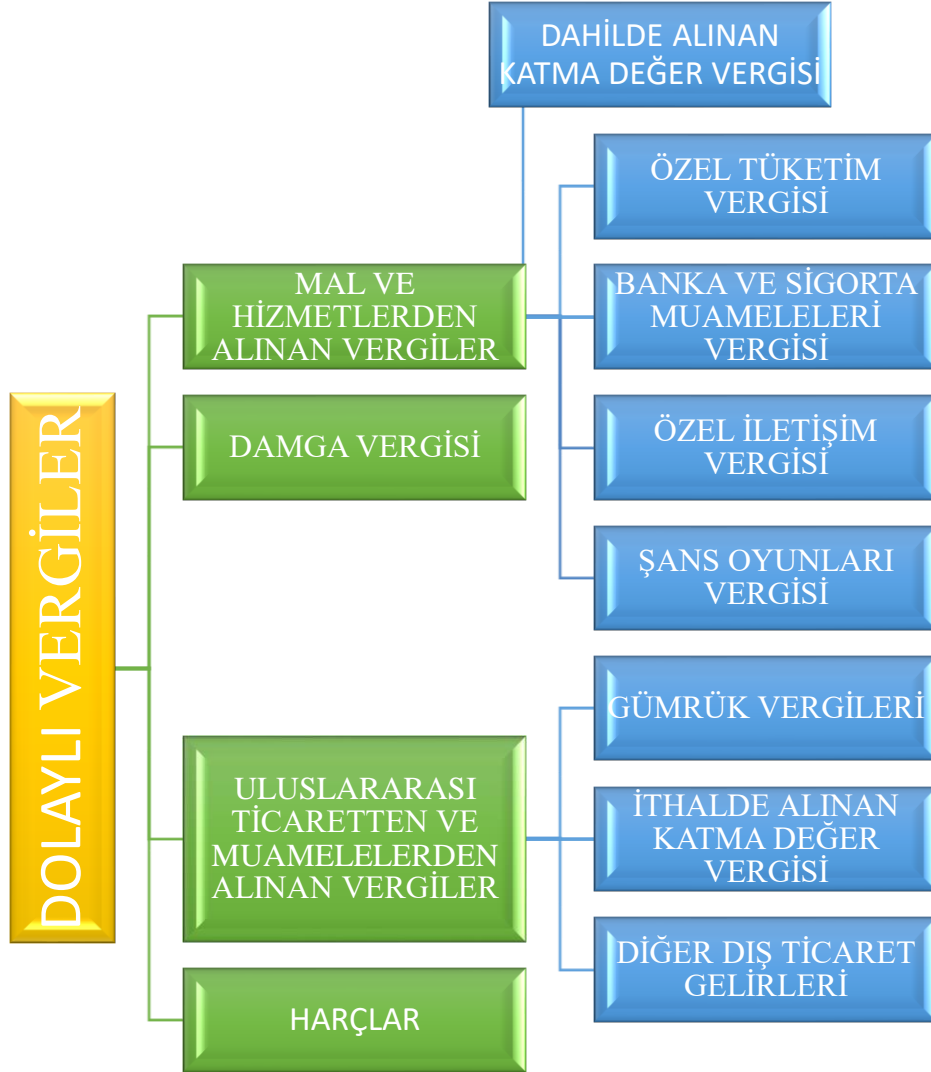 DOLAYLI VERGİLER
MAL VE
HİZMETLERDEN
ALINAN VERGİLER
DAHİLDE ALINAN
KATMA DEĞER VERGİSİ
ÖZEL TÜKETİM
VERGİSİ
BANKA VE SİGORTA
MUAMELELERİ
VERGİSİ
ÖZEL İLETİŞİM
VERGİSİ
ŞANS OYUNLARI
VERGİSİ
DAMGA VERGİSİ
ULUSLARARASI
TİCARETTEN VE
MUAMELELERDEN
ALINAN VERGİLER
GÜMRÜK VERGİLERİ
İTHALDE ALINAN
KATMA DEĞER
VERGİSİ
DİĞER DIŞ TİCARET
GELİRLERİ
HARÇLAR